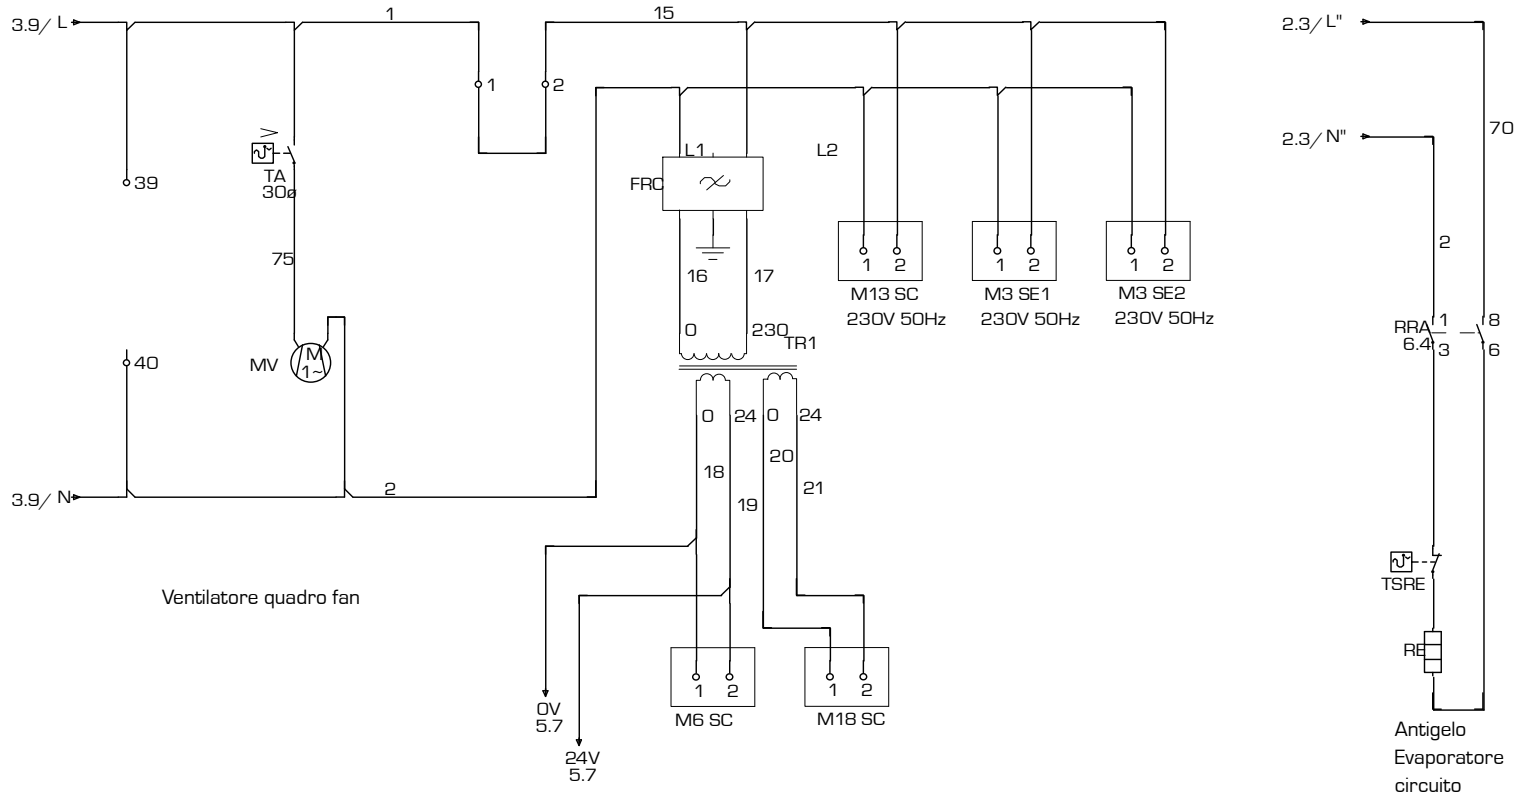 3.9/ L
1
15
2.3/ L"
1
2
70
2.3/ N"
V
L1
L2
39
TA
30ø
FRC
2
75
16
17
1 2
1 2
1 2
M13 SC
M3 SE1
M3 SE2
230V 50Hz
230V 50Hz
230V 50Hz
0
230
TR1
RRA
6.4
1
3
8
6
40
MV
M
1~
0
24
0
24
18
19
20
21
3.9/ N
2
TSRE
Ventilatore quadro fan
RE
1 2
1 2
M6 SC
M18 SC
0V
5.7
24V
5.7
Antigelo
Evaporatore
circuito